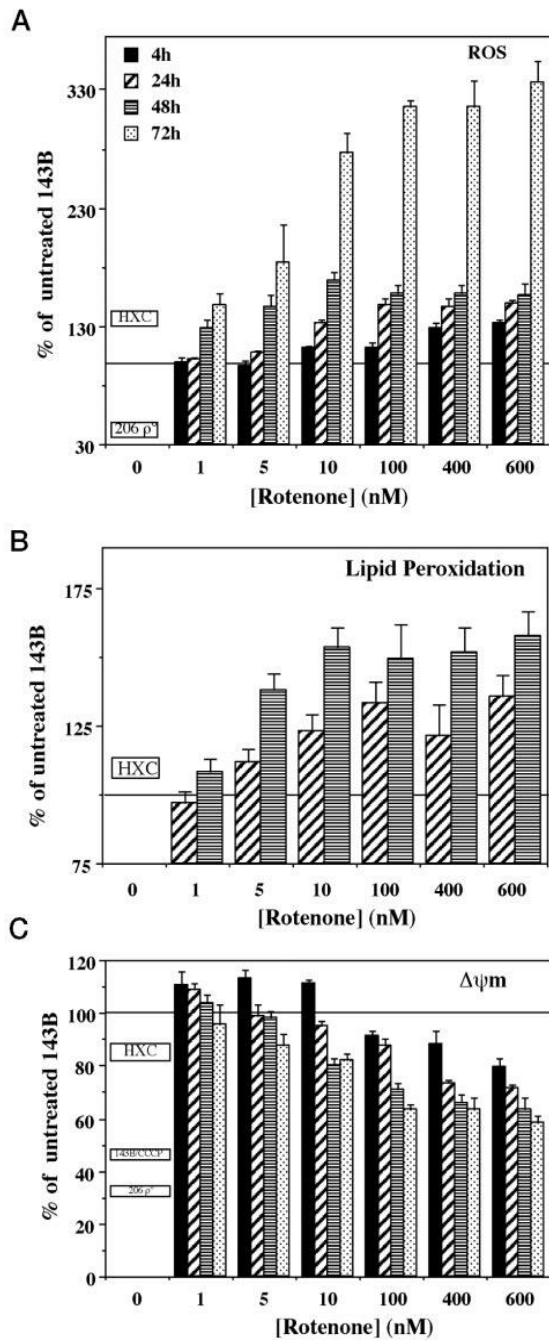 A
ROS
4h
24h
48h
72h
330
230
130
30
% of untreated 143B
HXC
206 ρ°
0 1 5 10 100 400 600
[Rotenone] (nM)
B
Lipid Peroxidation
175
125
75
% of untreated 143B
HXC
0 1 5 10 100 400 600
[Rotenone] (nM)
C
Δψm
120
100
80
60
40
20
0
% of untreated 143B
HXC
143B/CCCP
206 ρ°
0 1 5 10 100 400 600
[Rotenone] (nM)